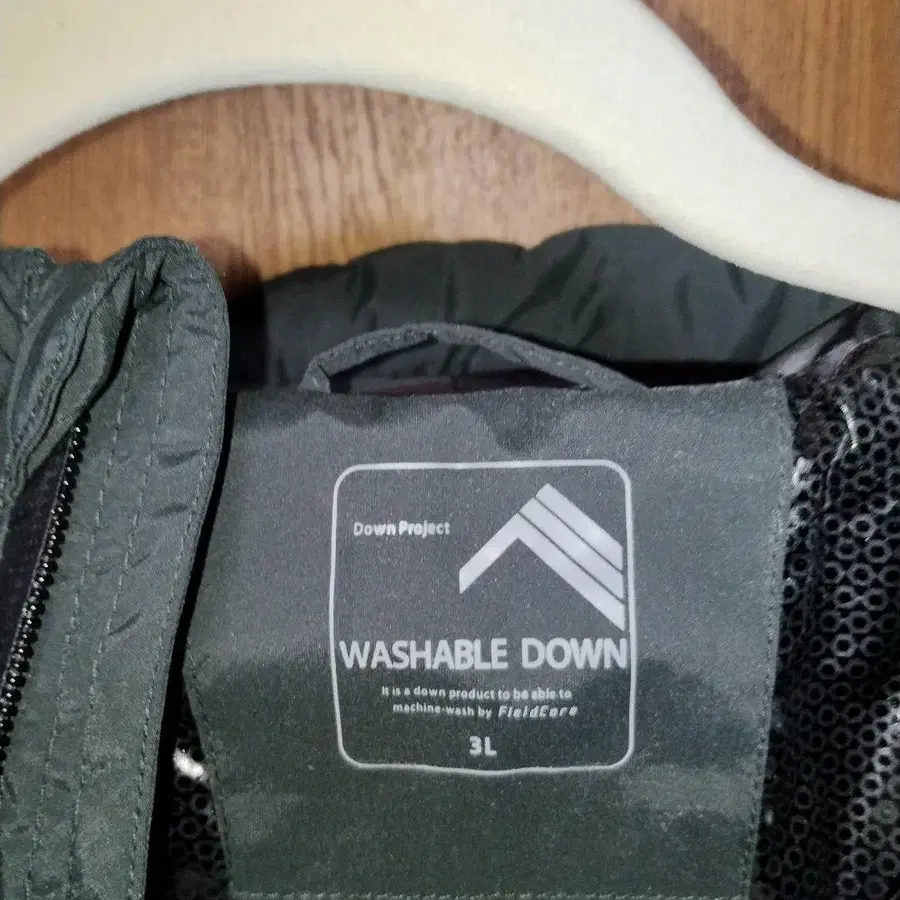 Down Project
WASHABLE DOWN
It is a down product to be able to
machine-wash by FieldCore
3L